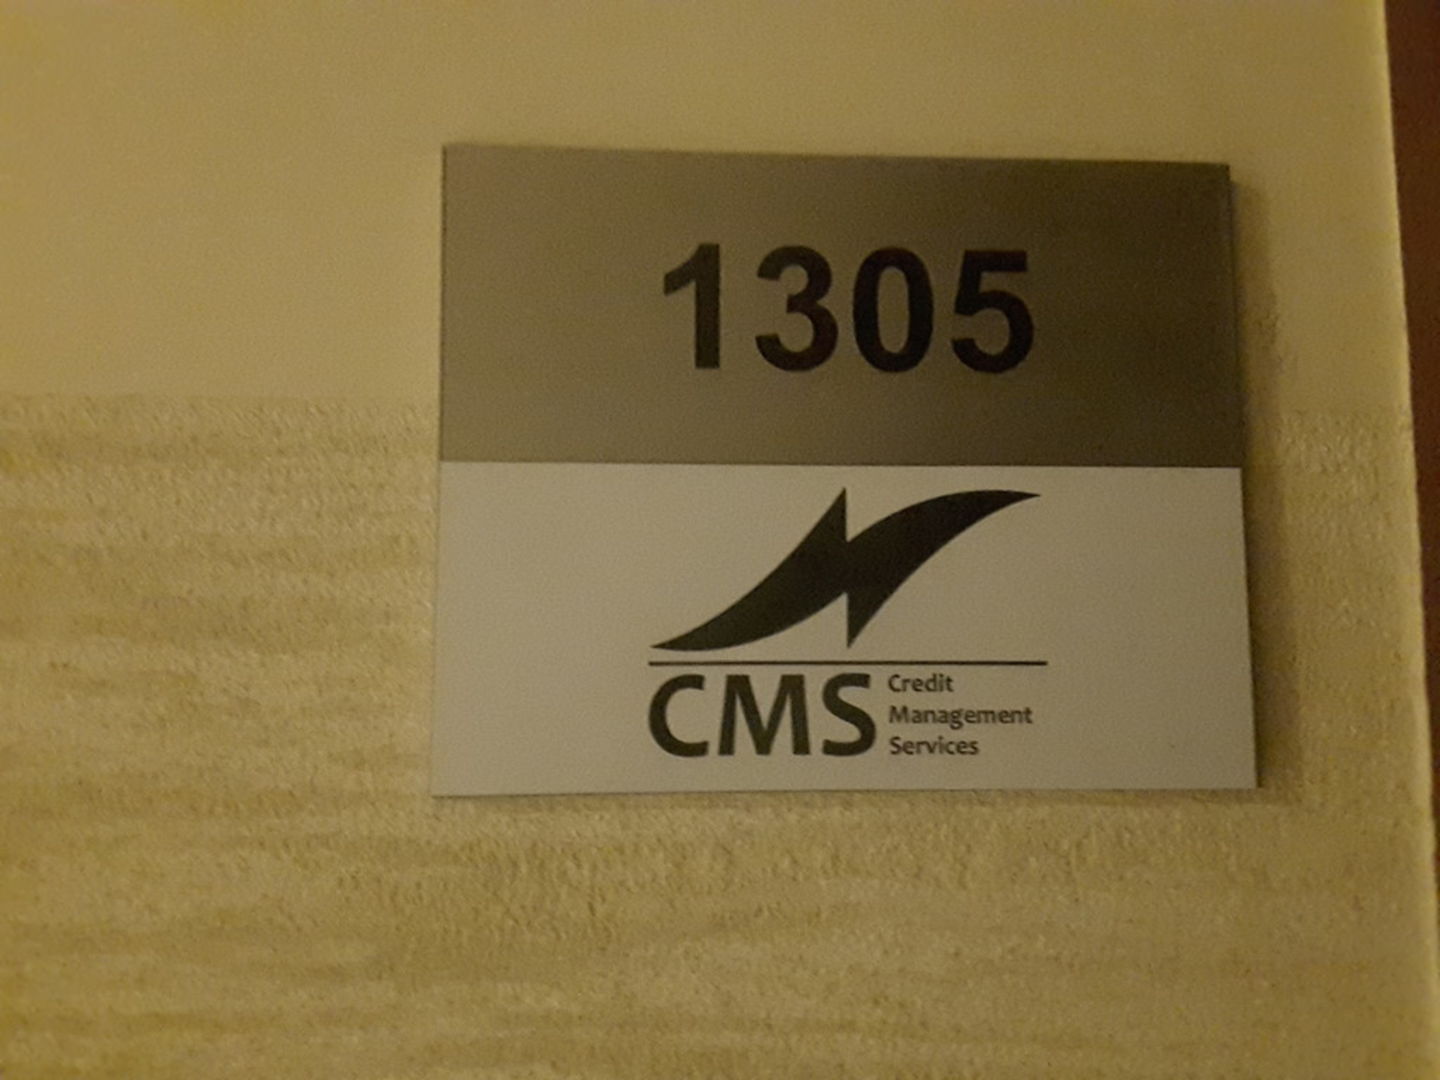 1305
CMS
Credit
Management
Services